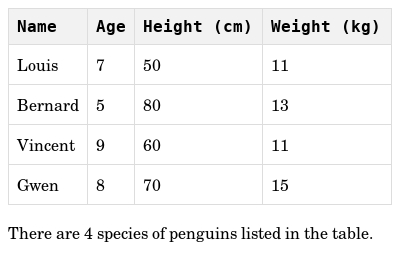 Name Age Height (cm) Weight (kg)
Louis 7 50 11
Bernard 5 80 13
Vincent 9 60 11
Gwen 8 70 15
There are 4 species of penguins listed in the table.